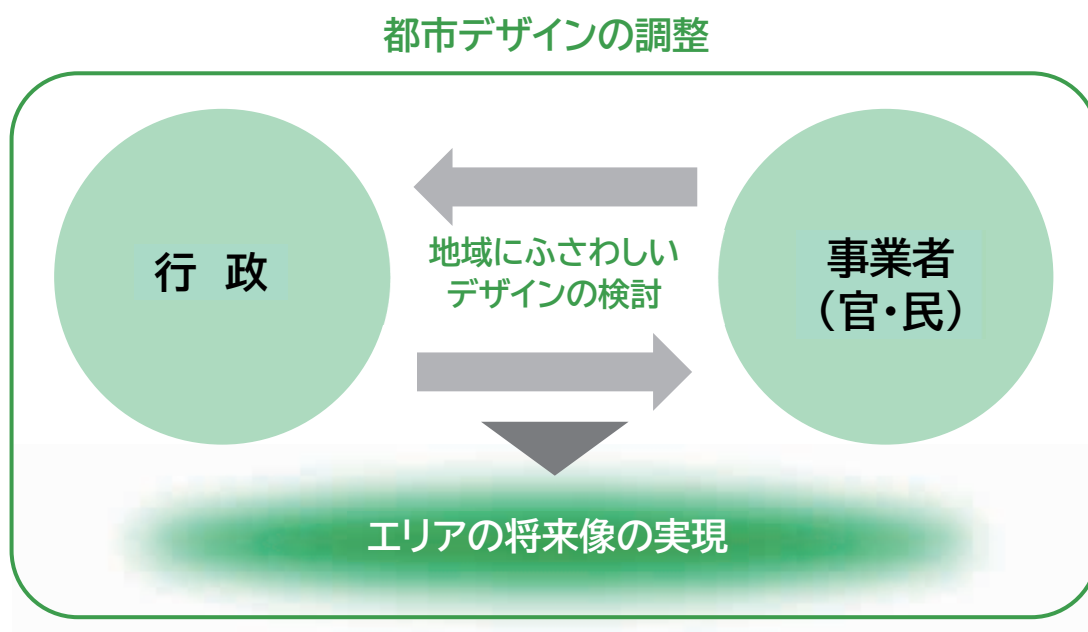 都市デザインの調整
行 政
地域にふさわしい
デザインの検討
事業者
（官・民）
エリアの将来像の実現